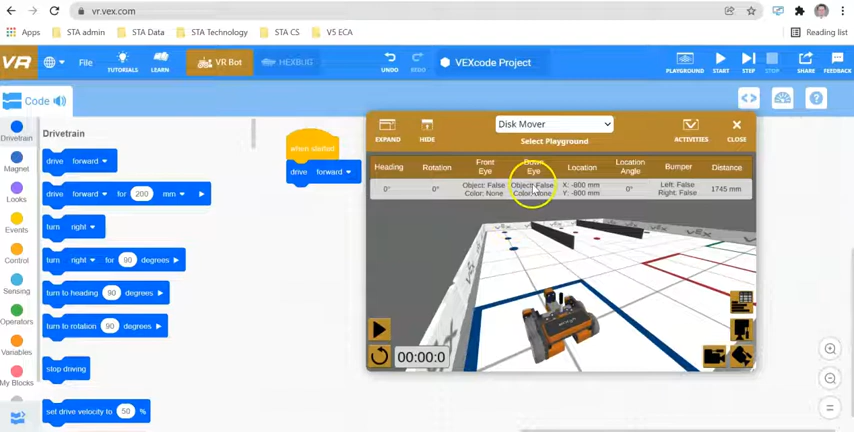 vr.vex.com
Apps STA admin STA Data STA Technology STA CS V5 ECA Reading list
VR File TUTORIALS LEARN VR Bot HEXBUG UNDO REDO VEXcode Project PLAYGROUND START STEP STOP SHARE FEEDBACK
Code
Drivetrain
Magnet
Looks
Events
Control
Sensing
Operators
Variables
My Blocks
Drivetrain
drive forward
drive forward for 200 mm
turn right
turn right for 90 degrees
turn to heading 90 degrees
turn to rotation 90 degrees
stop driving
set drive velocity to 50 %
when started
drive forward
EXPAND HIDE Disk Mover ACTIVITIES CLOSE
Select Playground
Heading Rotation Front Eye Down Eye Location Location Angle Bumper Distance
0° 0° Object: False Object: False X: -800 mm 0° Left: False 1745 mm
Color: None Color: None Y: -800 mm Right: False
VEX
VEX
VEX
00:00:0